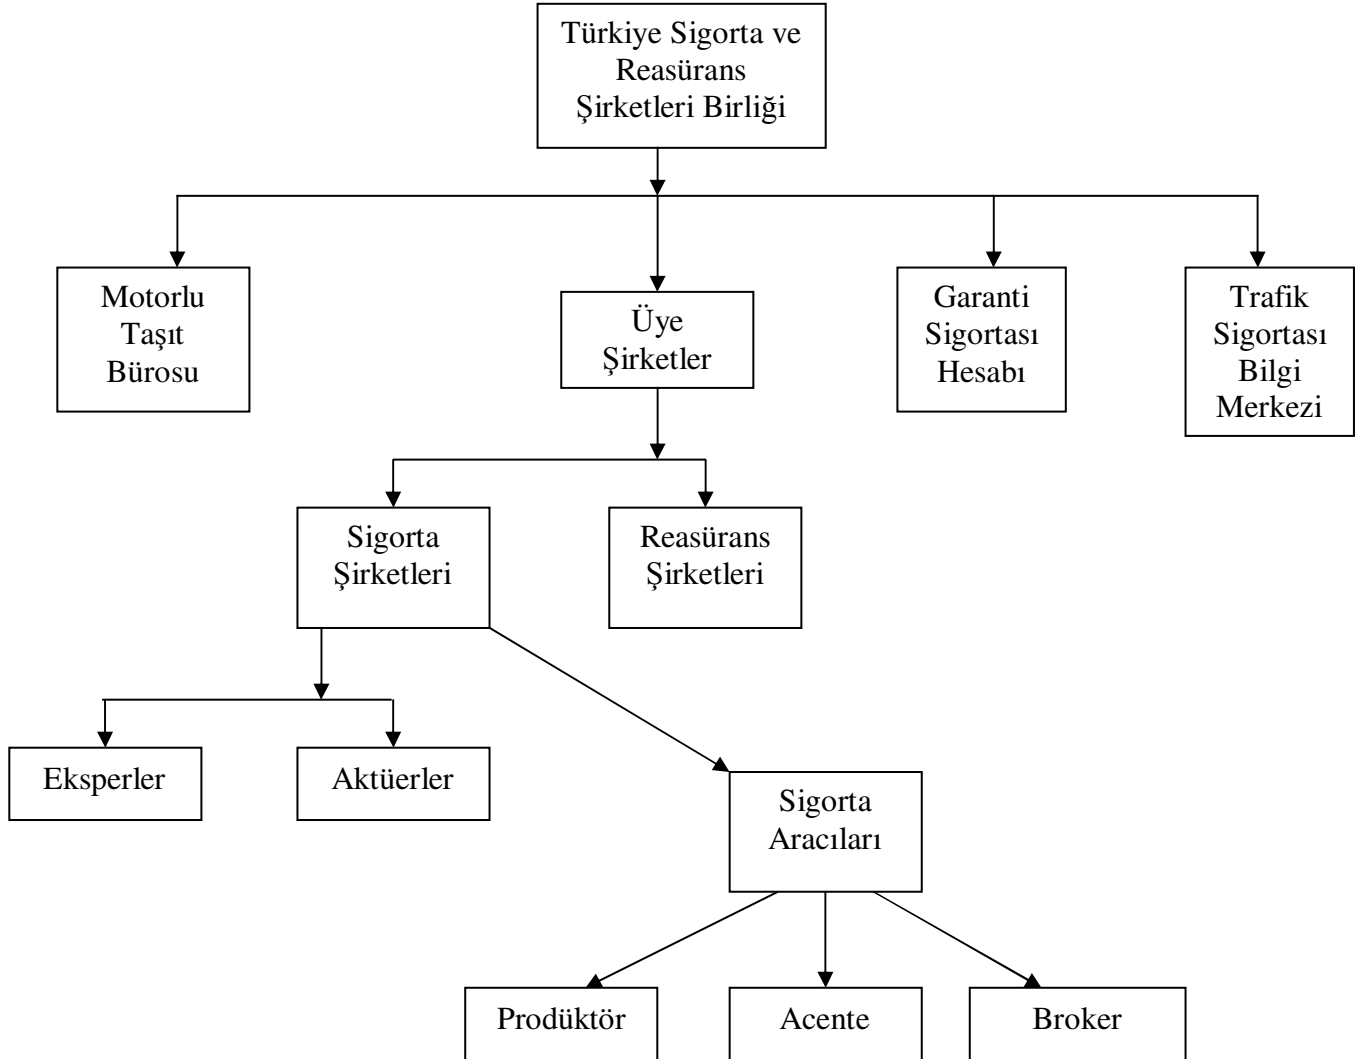 Türkiye Sigorta ve
Reasürans
Şirketleri Birliği
Motorlu
Taşıt
Bürosu
Üye
Şirketler
Garanti
Sigortası
Hesabı
Trafik
Sigortası
Bilgi
Merkezi
Sigorta
Şirketleri
Reasürans
Şirketleri
Eksperler
Aktüerler
Sigorta
Aracıları
Prodüktör
Acente
Broker